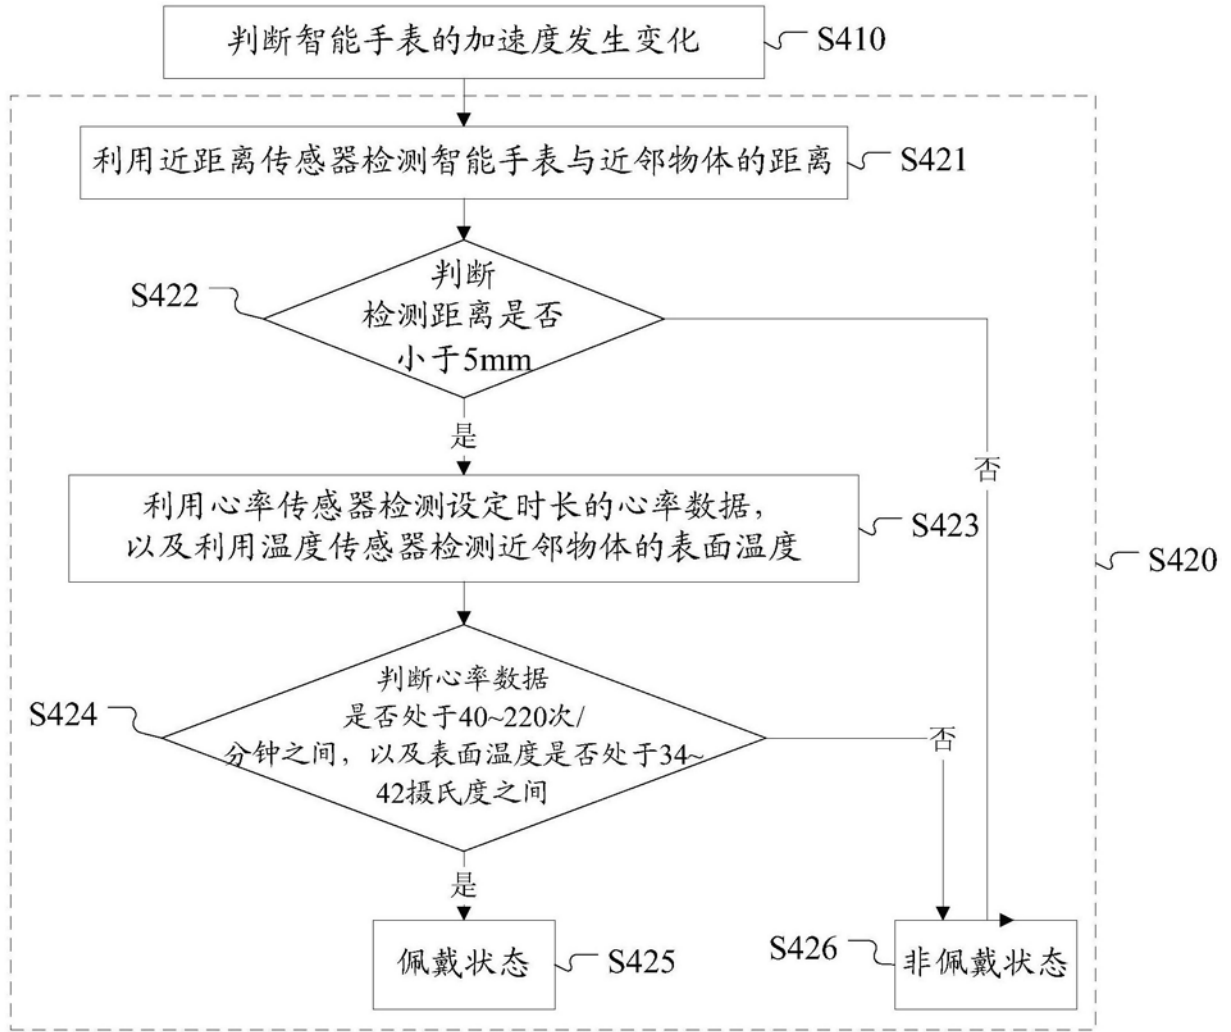 判断智能手表的加速度发生变化
S410
利用近距离传感器检测智能手表与近邻物体的距离
S421
S422
判断
检测距离是否
小于5mm
是
否
利用心率传感器检测设定时长的心率数据，
以及利用温度传感器检测近邻物体的表面温度
S423
S420
S424
判断心率数据
是否处于40~220次/
分钟之间，以及表面温度是否处于34~
42摄氏度之间
否
是
佩戴状态
S425
S426
非佩戴状态